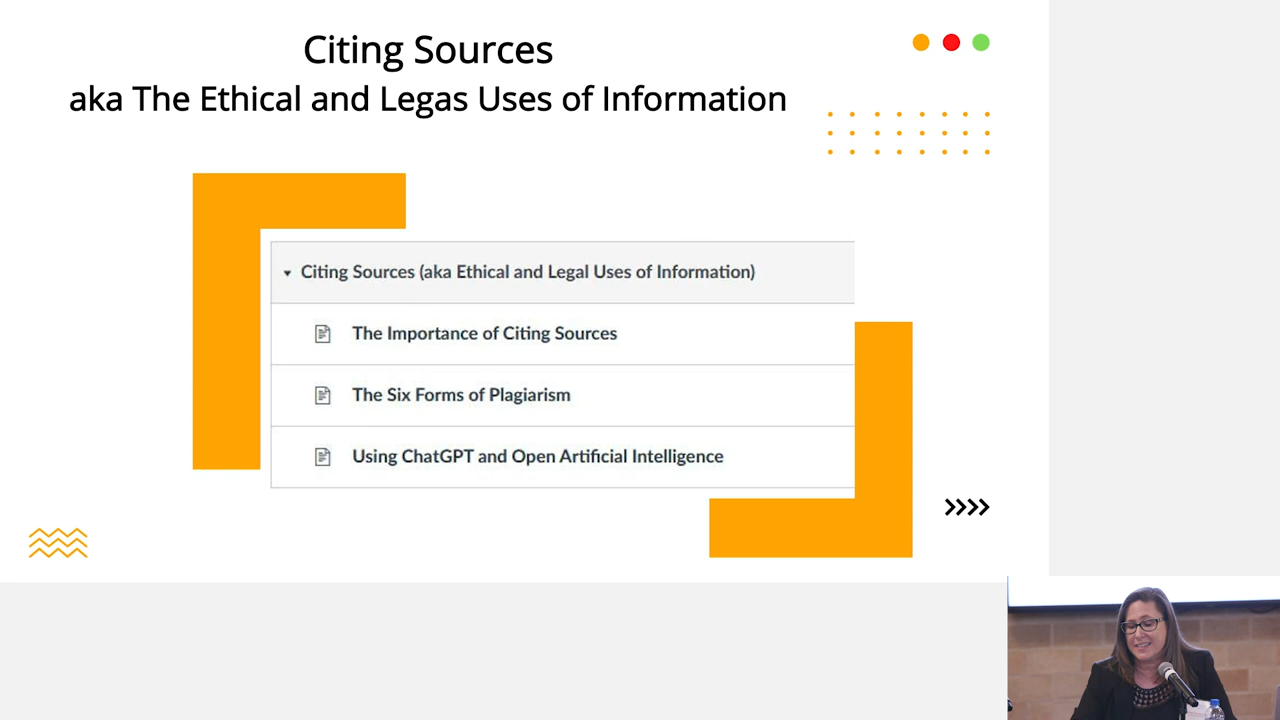 Citing Sources
aka The Ethical and Legas Uses of Information
Citing Sources (aka Ethical and Legal Uses of Information)
The Importance of Citing Sources
The Six Forms of Plagiarism
Using ChatGPT and Open Artificial Intelligence